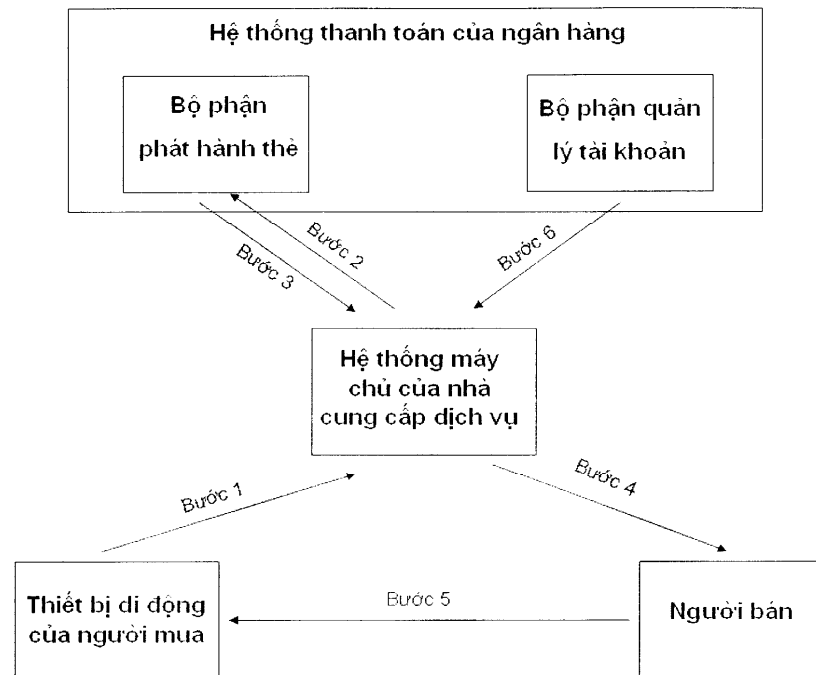 Hệ thống thanh toán của ngân hàng
Bộ phận
phát hành thẻ
Bộ phận quản
lý tài khoản
Bước 2
Bước 3
Bước 6
Hệ thống máy
chủ của nhà
cung cấp dịch vụ
Bước 1
Bước 4
Thiết bị di động
của người mua
Bước 5
Người bán